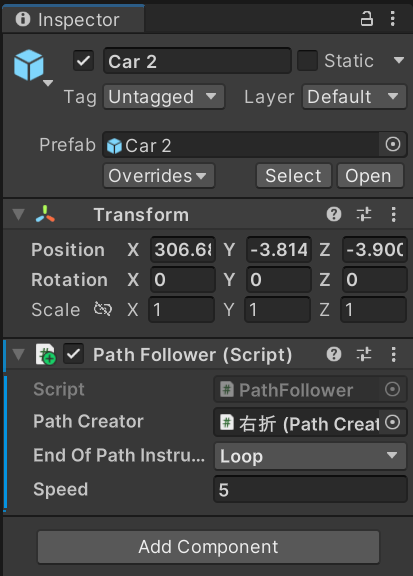 Inspector
Car 2 Static
Tag Untagged Layer Default
Prefab Car 2
Overrides Select Open
Transform
Position X 306.68 Y -3.814 Z -3.900
Rotation X 0 Y 0 Z 0
Scale X 1 Y 1 Z 1
Path Follower (Script)
Script PathFollower
Path Creator 右折 (Path Creat
End Of Path Instru... Loop
Speed 5
Add Component